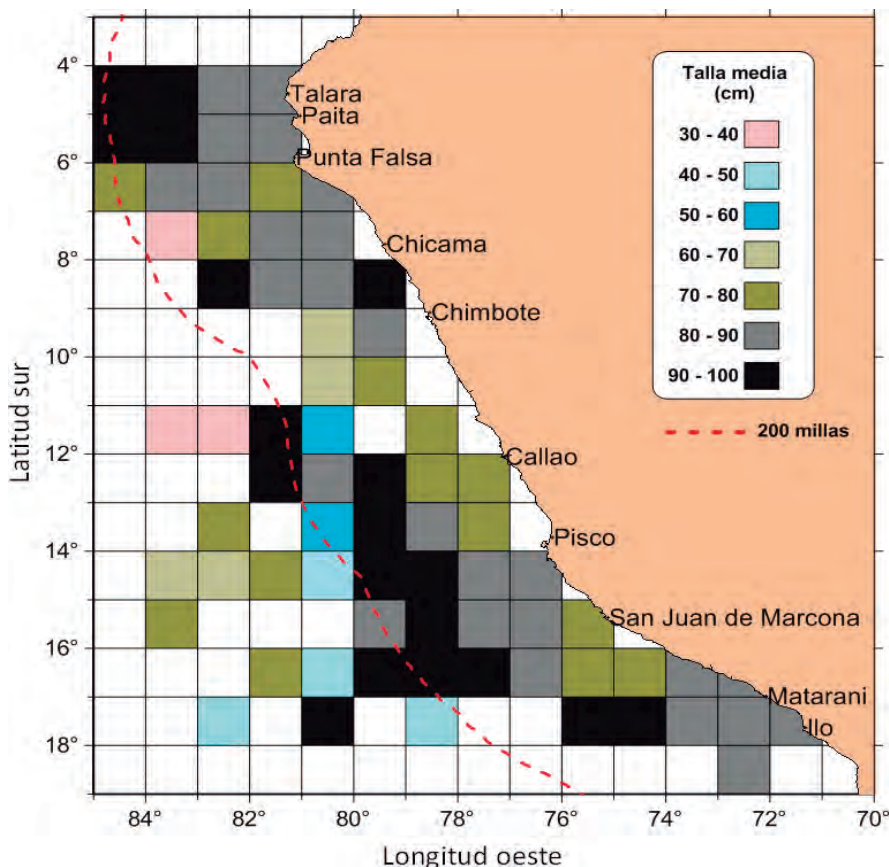 4°
6°
8°
10°
12°
14°
16°
18°
Latitud sur
Talara
Paita
Punta Falsa
Chicama
Chimbote
Callao
Pisco
San Juan de Marcona
Matarani
Ilo
Talla media
(cm)
30 - 40
40 - 50
50 - 60
60 - 70
70 - 80
80 - 90
90 - 100
200 millas
84° 82° 80° 78° 76° 74° 72° 70°
Longitud oeste